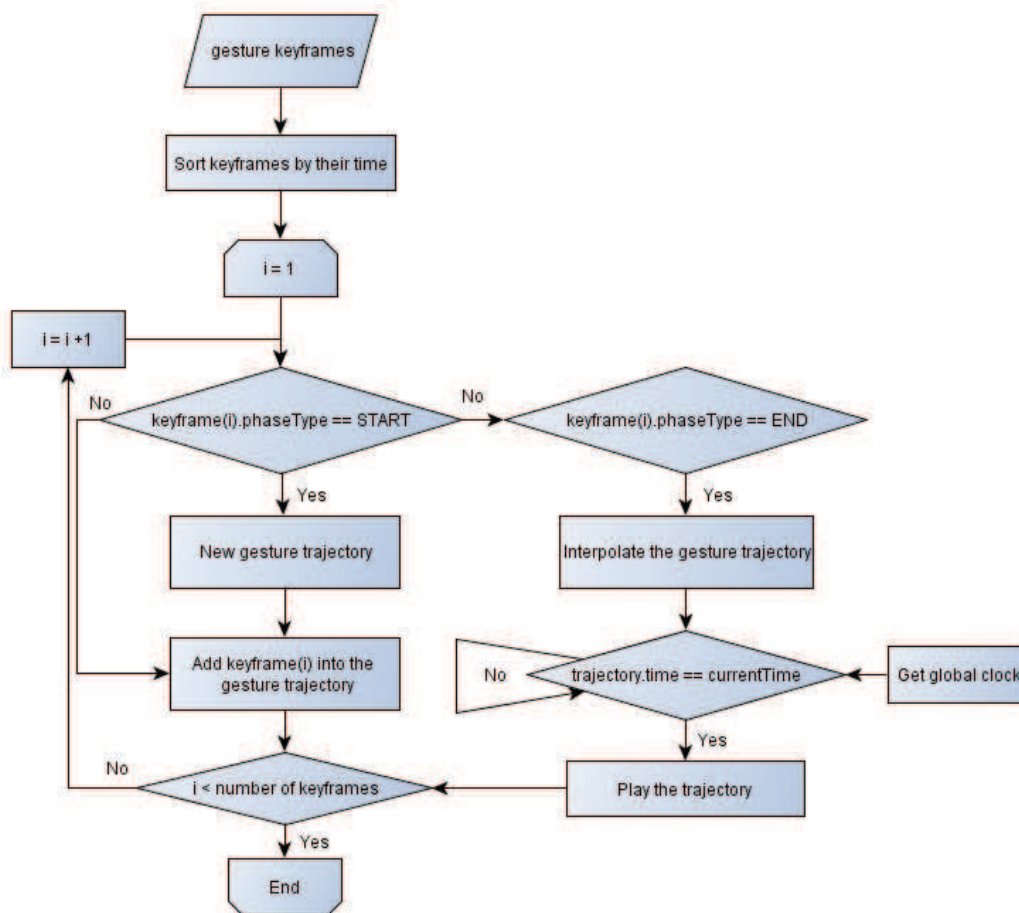 gesture keyframes
Sort keyframes by their time
i = 1
i = i +1
No
keyframe(i).phaseType == START
No
keyframe(i).phaseType == END
Yes
Yes
New gesture trajectory
Interpolate the gesture trajectory
Add keyframe(i) into the
gesture trajectory
No
trajectory.time == currentTime
Get global clock
Yes
No
i < number of keyframes
Play the trajectory
Yes
End